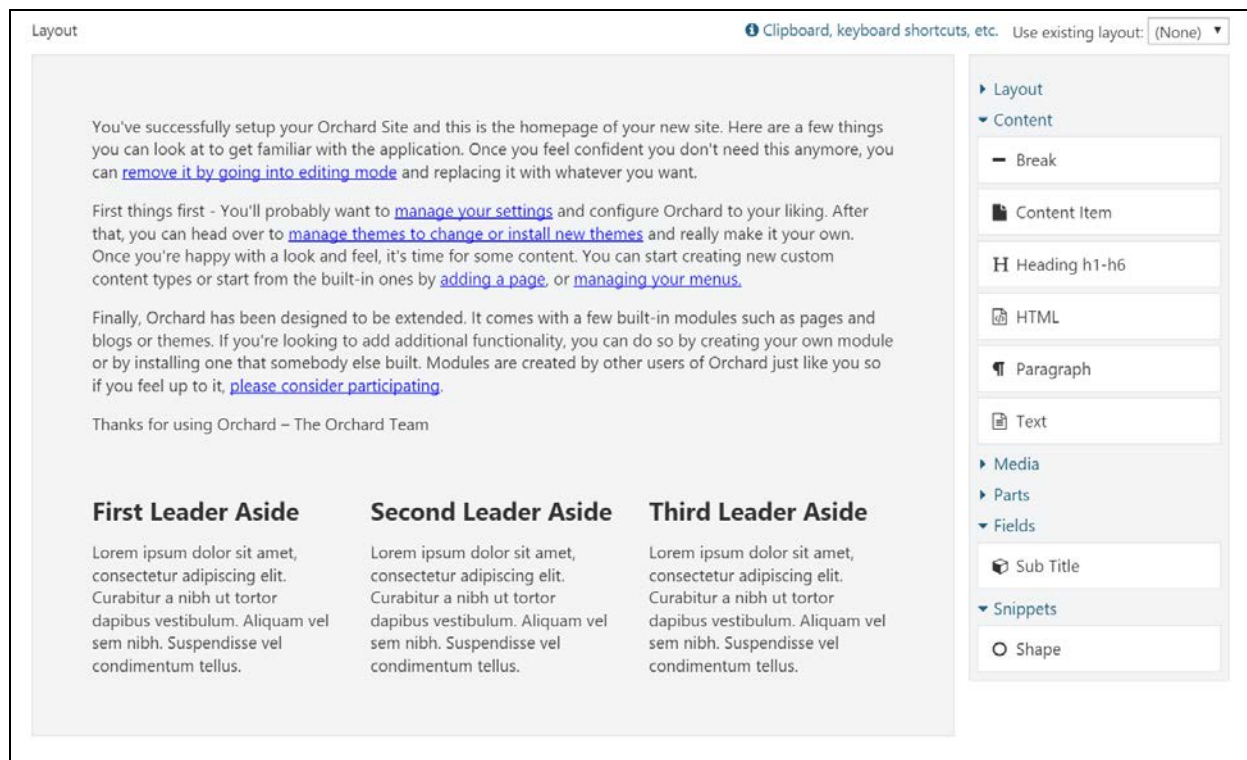 Layout
Clipboard, keyboard shortcuts, etc. Use existing layout: (None)
You've successfully setup your Orchard Site and this is the homepage of your new site. Here are a few things
you can look at to get familiar with the application. Once you feel confident you don't need this anymore, you
can remove it by going into editing mode and replacing it with whatever you want.
First things first - You'll probably want to manage your settings and configure Orchard to your liking. After
that, you can head over to manage themes to change or install new themes and really make it your own.
Once you're happy with a look and feel, it's time for some content. You can start creating new custom
content types or start from the built-in ones by adding a page, or managing your menus.
Finally, Orchard has been designed to be extended. It comes with a few built-in modules such as pages and
blogs or themes. If you're looking to add additional functionality, you can do so by creating your own module
or by installing one that somebody else built. Modules are created by other users of Orchard just like you so
if you feel up to it, please consider participating.
Thanks for using Orchard – The Orchard Team
First Leader Aside
Lorem ipsum dolor sit amet,
consectetur adipiscing elit.
Curabitur a nibh ut tortor
dapibus vestibulum. Aliquam vel
sem nibh. Suspendisse vel
condimentum tellus.
Second Leader Aside
Lorem ipsum dolor sit amet,
consectetur adipiscing elit.
Curabitur a nibh ut tortor
dapibus vestibulum. Aliquam vel
sem nibh. Suspendisse vel
condimentum tellus.
Third Leader Aside
Lorem ipsum dolor sit amet,
consectetur adipiscing elit.
Curabitur a nibh ut tortor
dapibus vestibulum. Aliquam vel
sem nibh. Suspendisse vel
condimentum tellus.
Layout
Content
Break
Content Item
H Heading h1-h6
HTML
¶ Paragraph
Text
Media
Parts
Fields
Sub Title
Snippets
Shape